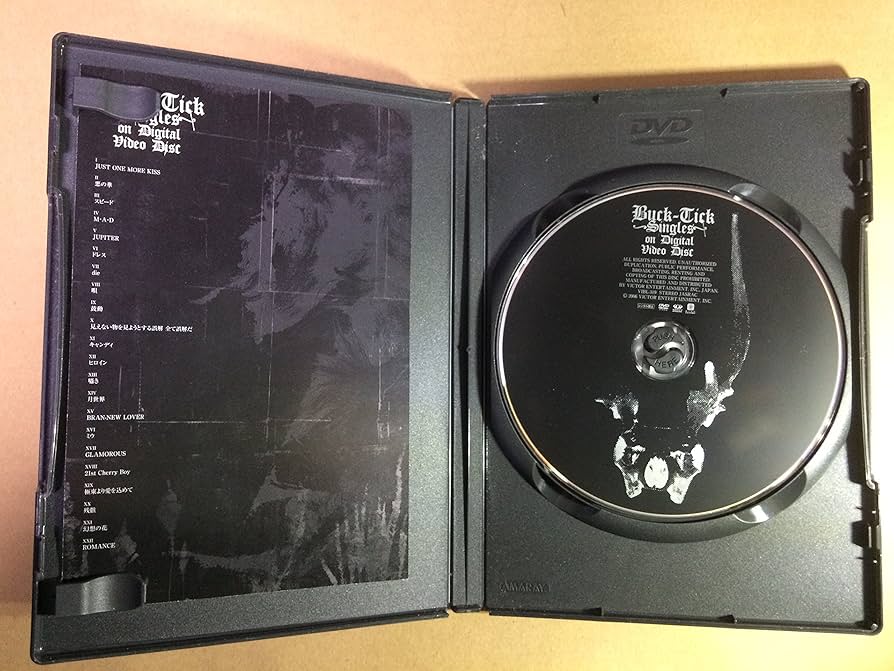 Tick
Singles
on Digital
Video Disc
I
JUST ONE MORE KISS
II
悪の華
III
スピード
IV
M・A・D
V
JUPITER
VI
ドレス
VII
die
VIII
唄
IX
鼓動
X
見えない物を見ようとする誤解 全て誤解だ
XI
キャンディ
XII
ヒロイン
XIII
囁き
XIV
月世界
XV
BRAN-NEW LOVER
XVI
ミウ
XVII
GLAMOROUS
XVIII
21st Cherry Boy
XIX
極東より愛を込めて
XX
残骸
XXI
幻想の花
XXII
ROMANCE
DVD
Buck-Tick
Singles
on Digital
Video Disc
ALL RIGHTS RESERVED. UNAUTHORIZED
DUPLICATION, PUBLIC PERFORMANCE,
BROADCASTING, RENTING AND
COPYING OF THIS DISC PROHIBITED.
MANUFACTURED AND DISTRIBUTED
BY VICTOR ENTERTAINMENT, INC. JAPAN.
VIBL-309 STEREO JASRAC
© 2006 VICTOR ENTERTAINMENT, INC.
PUSH
HERE
AMARAY